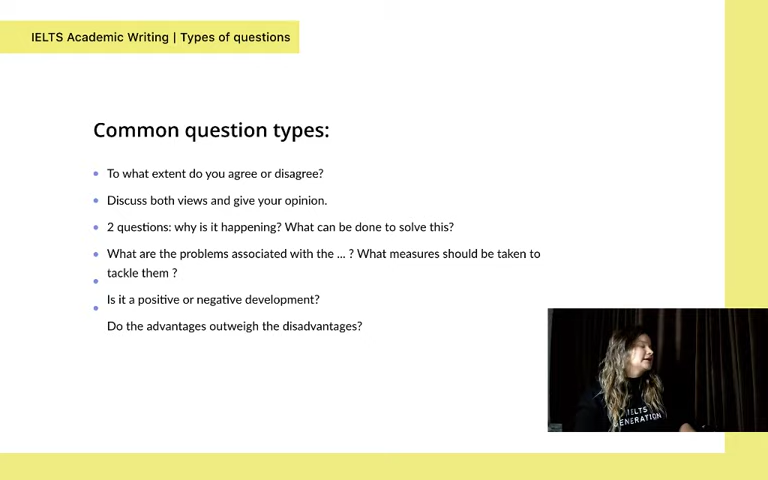 IELTS Academic Writing | Types of questions
Common question types:
To what extent do you agree or disagree?
Discuss both views and give your opinion.
2 questions: why is it happening? What can be done to solve this?
What are the problems associated with the ... ? What measures should be taken to
tackle them ?
Is it a positive or negative development?
Do the advantages outweigh the disadvantages?
IELTS
GENERATION